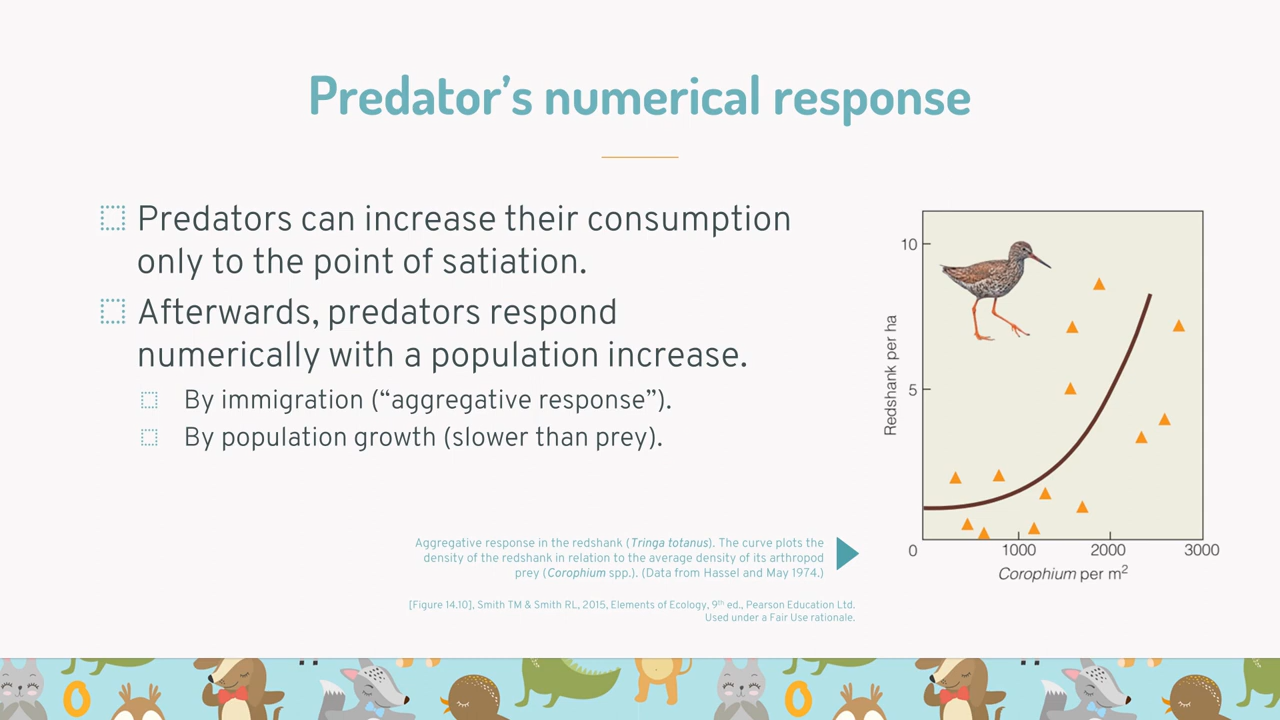 Predator’s numerical response
Predators can increase their consumption
only to the point of satiation.
Afterwards, predators respond
numerically with a population increase.
By immigration (“aggregative response”).
By population growth (slower than prey).
Aggregative response in the redshank (Tringa totanus). The curve plots the
density of the redshank in relation to the average density of its arthropod
prey (Corophium spp.). (Data from Hassel and May 1974.)
[Figure 14.10], Smith TM & Smith RL, 2015, Elements of Ecology, 9th ed., Pearson Education Ltd.
Used under a Fair Use rationale.
10
5
0
Redshank per ha
1000 2000 3000
Corophium per m²